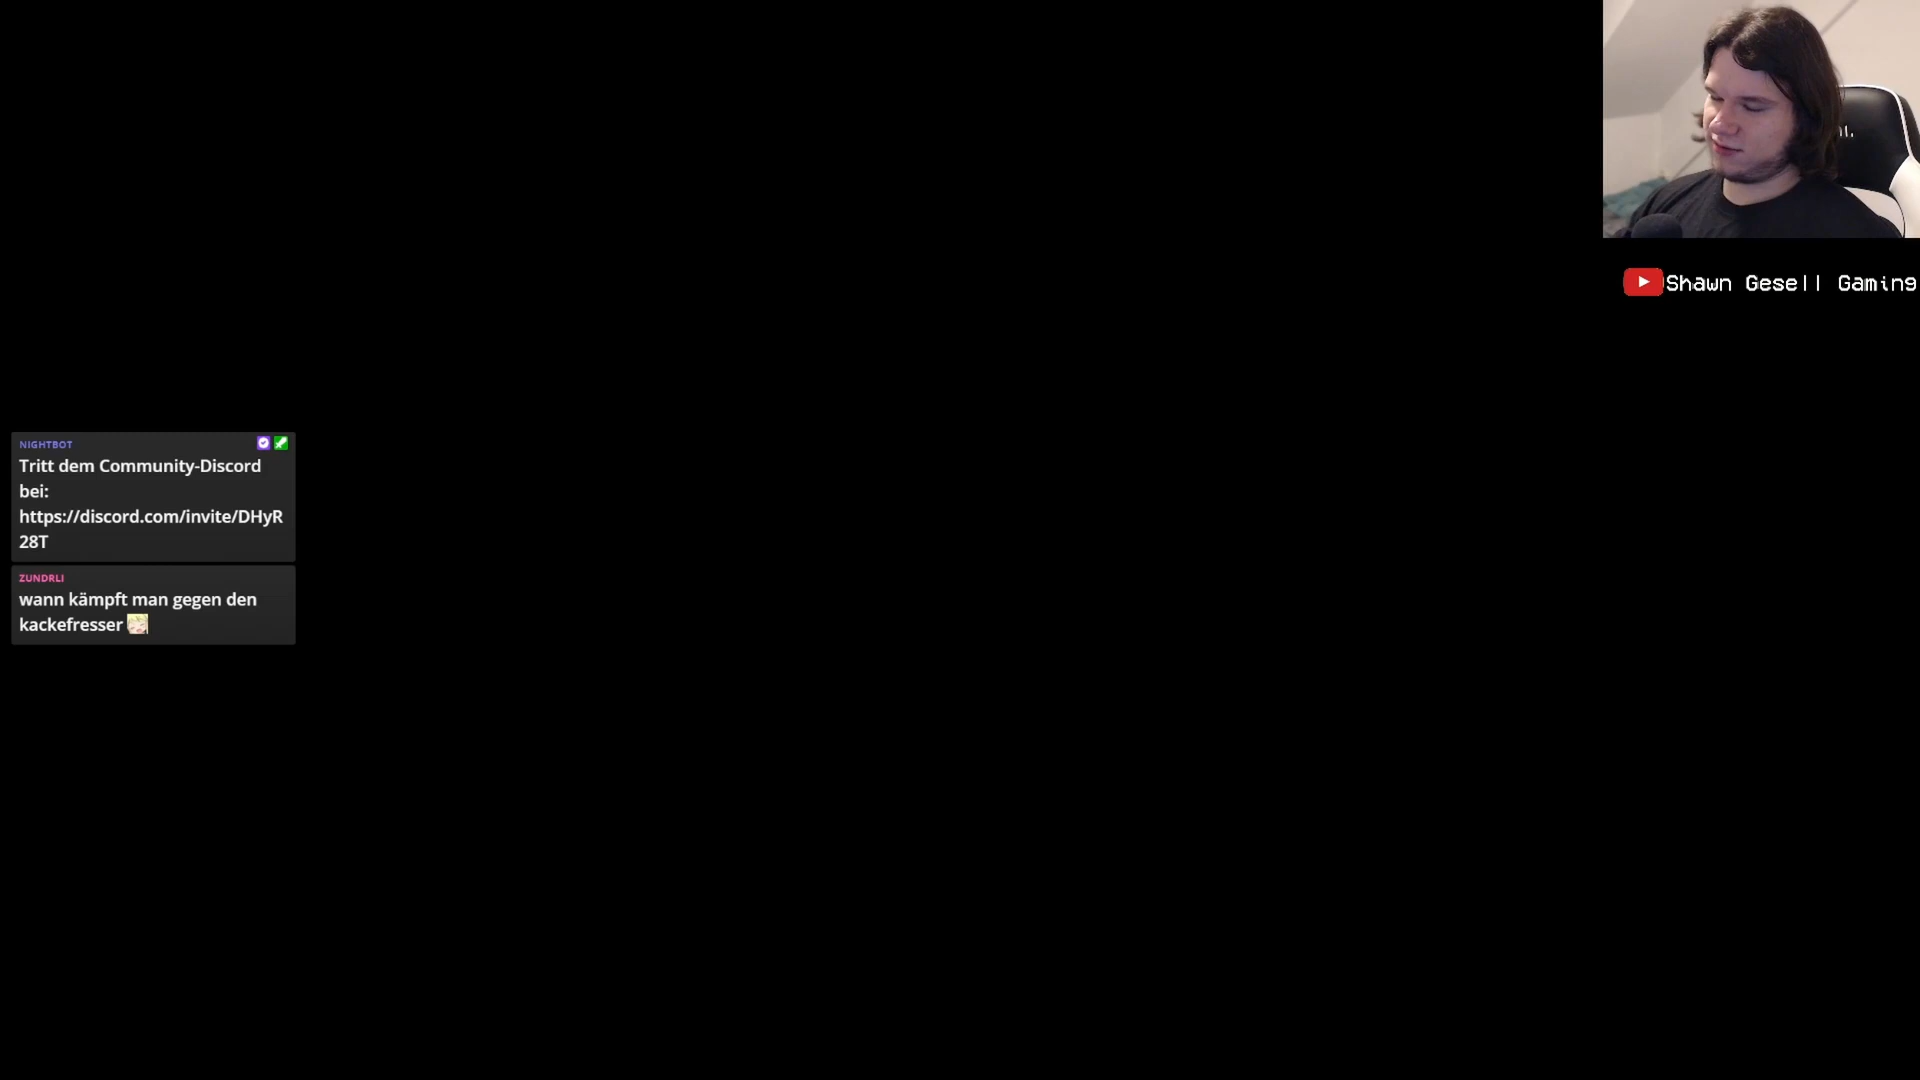 NIGHTBOT
Tritt dem Community-Discord
bei:
https://discord.com/invite/DHyR
28T
ZUNDRLI
wann kämpft man gegen den
kackefresser
Shawn Gesell Gaming